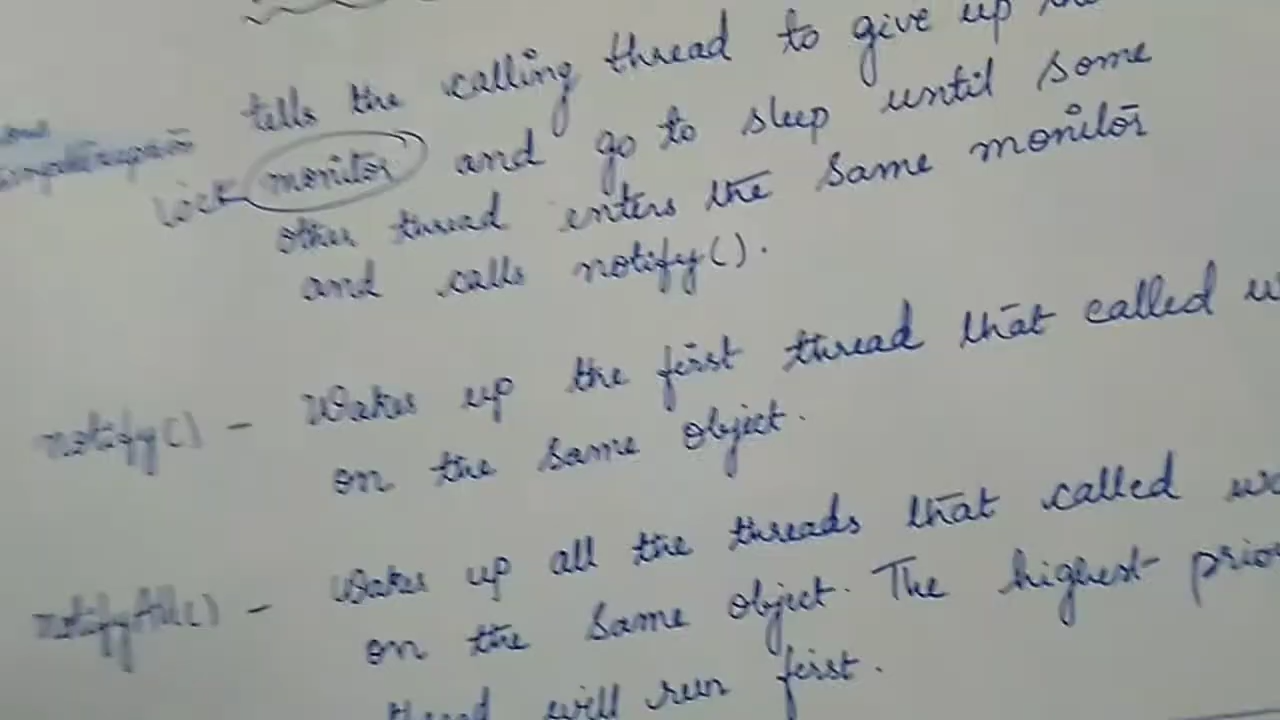 tells the calling thread to give up the
lock monitor and go to sleep until some
other thread enters the same monitor
and calls notify().
notify() - Wakes up the first thread that called
on the same object.
notifyAll() - Wakes up all the threads that called
on the same object. The highest
thread will run first.